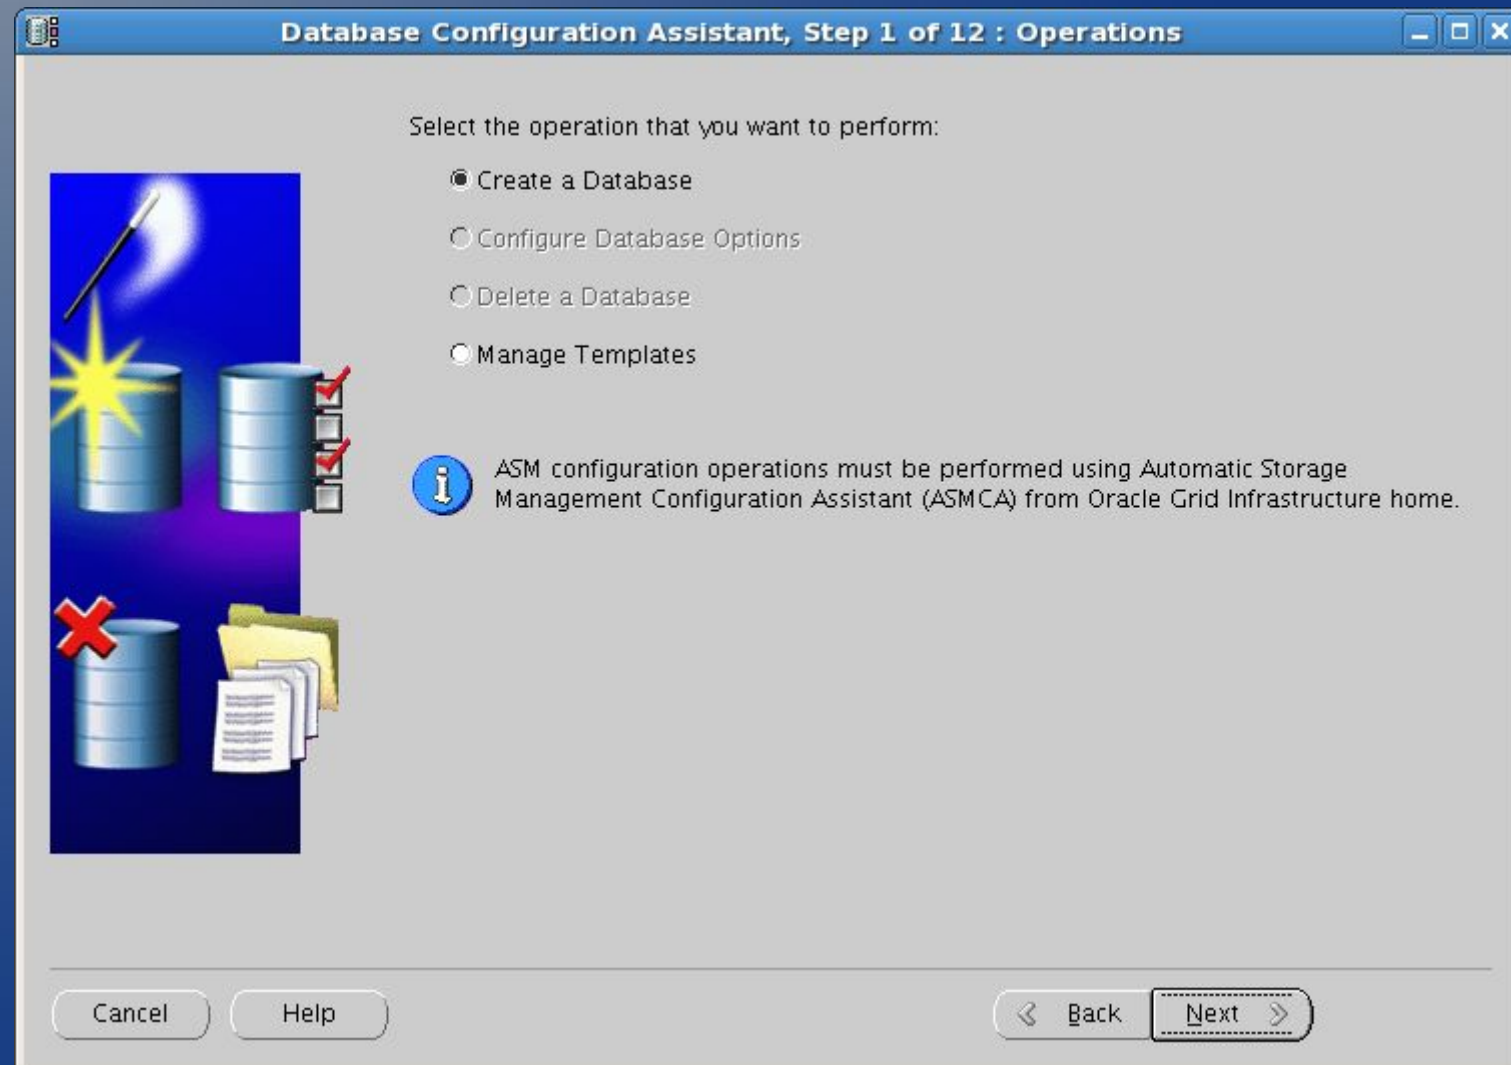 Database Configuration Assistant, Step 1 of 12 : Operations
Select the operation that you want to perform:
Create a Database
Configure Database Options
Delete a Database
Manage Templates
ASM configuration operations must be performed using Automatic Storage
Management Configuration Assistant (ASMCA) from Oracle Grid Infrastructure home.
Cancel
Help
Back
Next